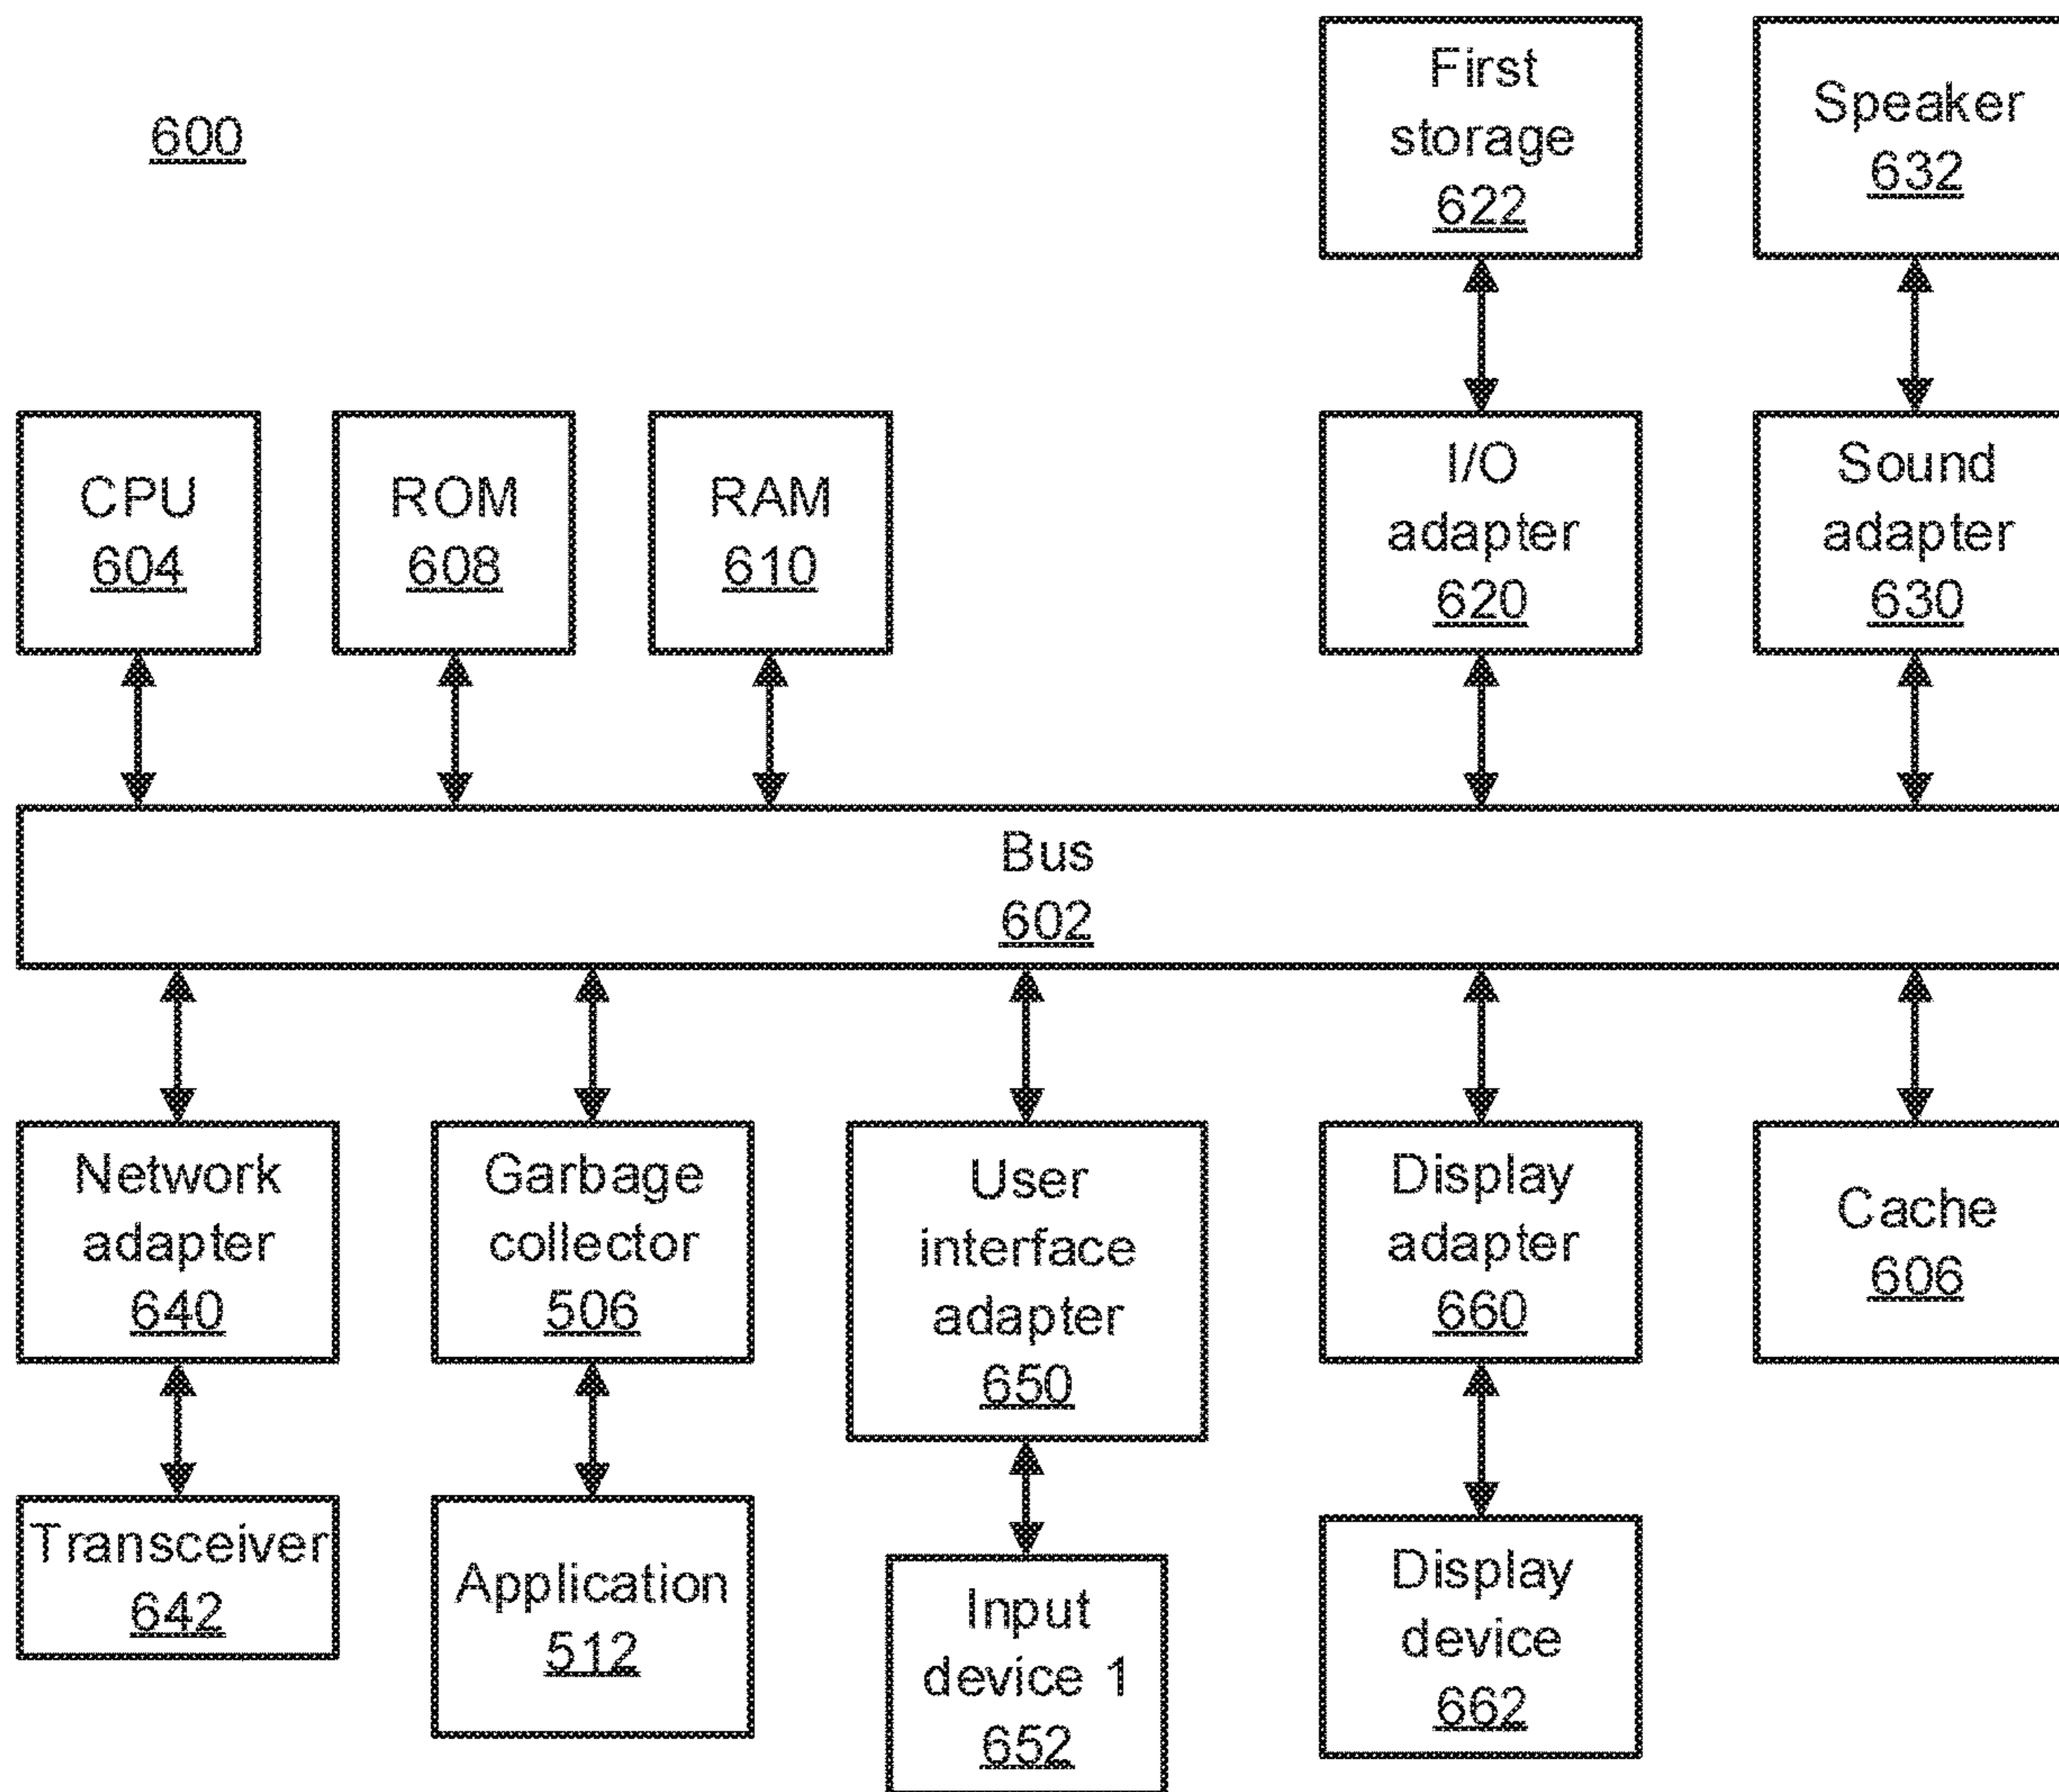 600
First
storage
622
Speaker
632
CPU
604
ROM
608
RAM
610
I/O
adapter
620
Sound
adapter
630
Bus
602
Network
adapter
640
Garbage
collector
506
User
interface
adapter
650
Display
adapter
660
Cache
606
Transceiver
642
Application
512
Input
device 1
652
Display
device
662